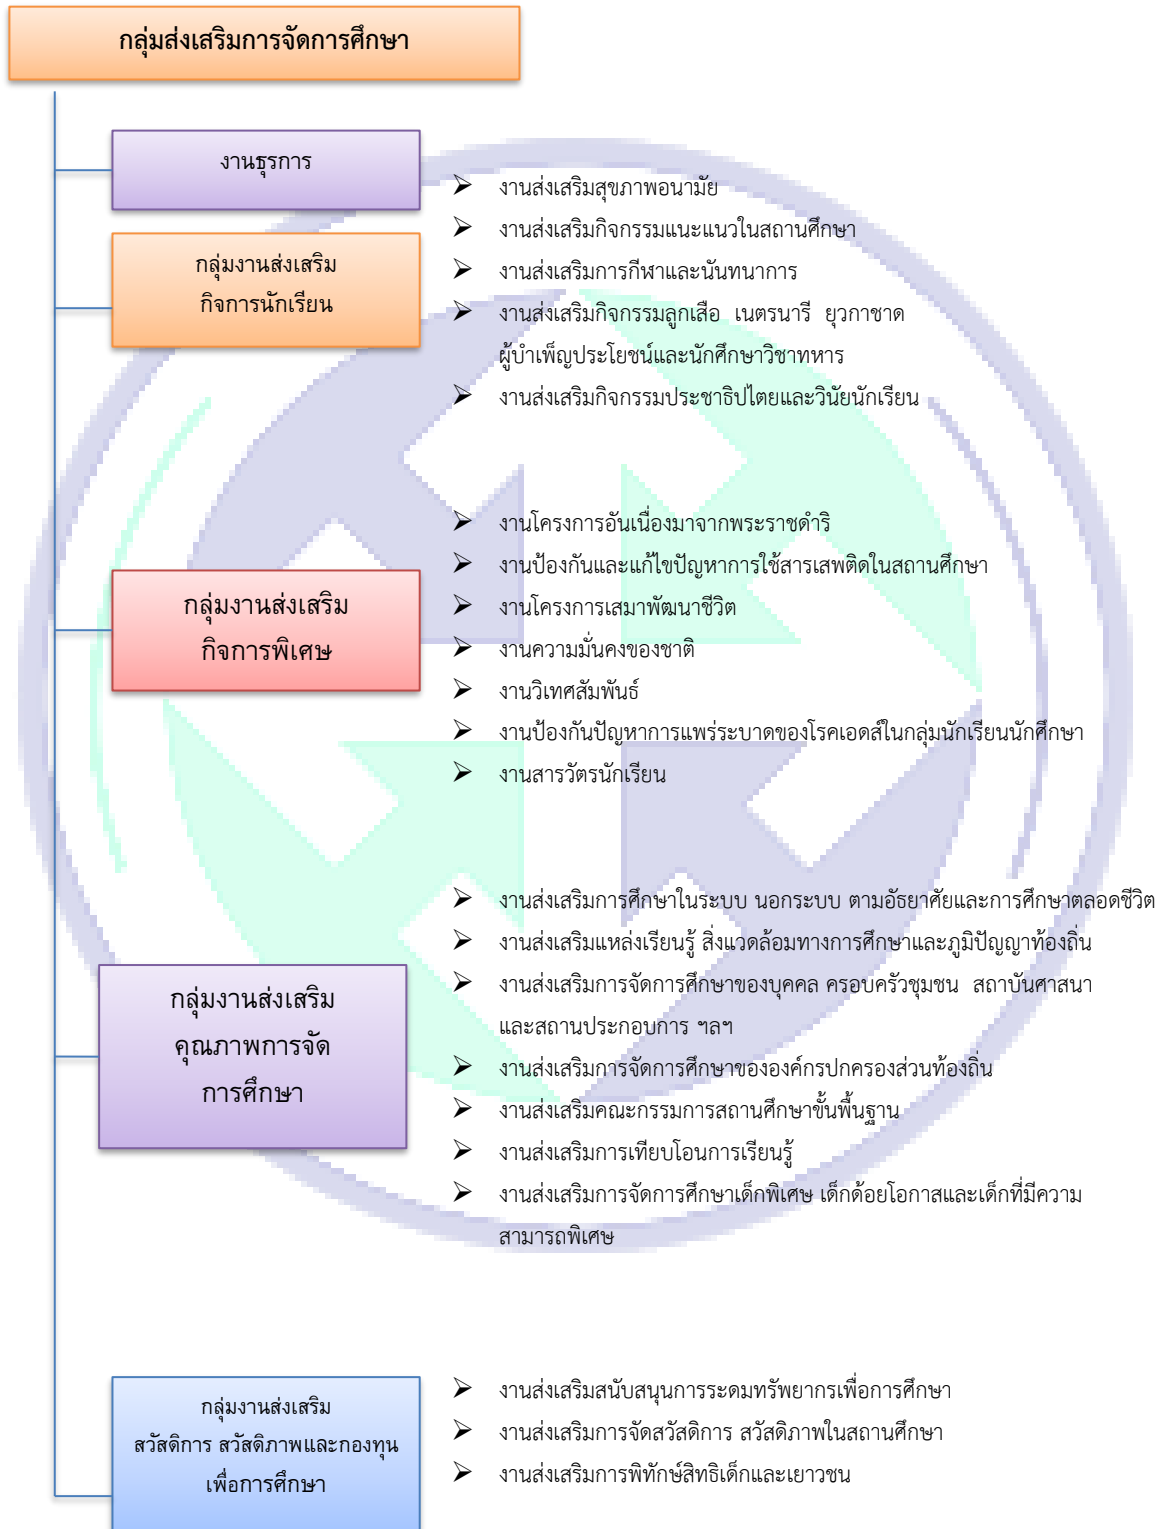 กลุ่มส่งเสริมการจัดการศึกษา
งานธุรการ
กลุ่มงานส่งเสริม
กิจการนักเรียน
➢ งานส่งเสริมสุขภาพอนามัย
➢ งานส่งเสริมกิจกรรมแนะแนวในสถานศึกษา
➢ งานส่งเสริมการกีฬาและนันทนาการ
➢ งานส่งเสริมกิจกรรมลูกเสือ เนตรนารี ยุวกาชาด
ผู้บำเพ็ญประโยชน์และนักศึกษาวิชาทหาร
➢ งานส่งเสริมกิจกรรมประชาธิปไตยและวินัยนักเรียน
กลุ่มงานส่งเสริม
กิจการพิเศษ
➢ งานโครงการอันเนื่องมาจากพระราชดำริ
➢ งานป้องกันและแก้ไขปัญหาการใช้สารเสพติดในสถานศึกษา
➢ งานโครงการเสมาพัฒนาชีวิต
➢ งานความมั่นคงของชาติ
➢ งานวิเทศสัมพันธ์
➢ งานป้องกันปัญหาการแพร่ระบาดของโรคเอดส์ในกลุ่มนักเรียนนักศึกษา
➢ งานสารวัตรนักเรียน
กลุ่มงานส่งเสริม
คุณภาพการจัด
การศึกษา
➢ งานส่งเสริมการศึกษาในระบบ นอกระบบ ตามอัธยาศัยและการศึกษาตลอดชีวิต
➢ งานส่งเสริมแหล่งเรียนรู้ สิ่งแวดล้อมทางการศึกษาและภูมิปัญญาท้องถิ่น
➢ งานส่งเสริมการจัดการศึกษาของบุคคล ครอบครัวชุมชน สถาบันศาสนา
และสถานประกอบการ ฯลฯ
➢ งานส่งเสริมการจัดการศึกษาขององค์กรปกครองส่วนท้องถิ่น
➢ งานส่งเสริมคณะกรรมการสถานศึกษาขั้นพื้นฐาน
➢ งานส่งเสริมการเทียบโอนการเรียนรู้
➢ งานส่งเสริมการจัดการศึกษาเด็กพิเศษ เด็กด้อยโอกาสและเด็กที่มีความ
สามารถพิเศษ
กลุ่มงานส่งเสริม
สวัสดิการ สวัสดิภาพและกองทุน
เพื่อการศึกษา
➢ งานส่งเสริมสนับสนุนการระดมทรัพยากรเพื่อการศึกษา
➢ งานส่งเสริมการจัดสวัสดิการ สวัสดิภาพในสถานศึกษา
➢ งานส่งเสริมการพิทักษ์สิทธิเด็กและเยาวชน